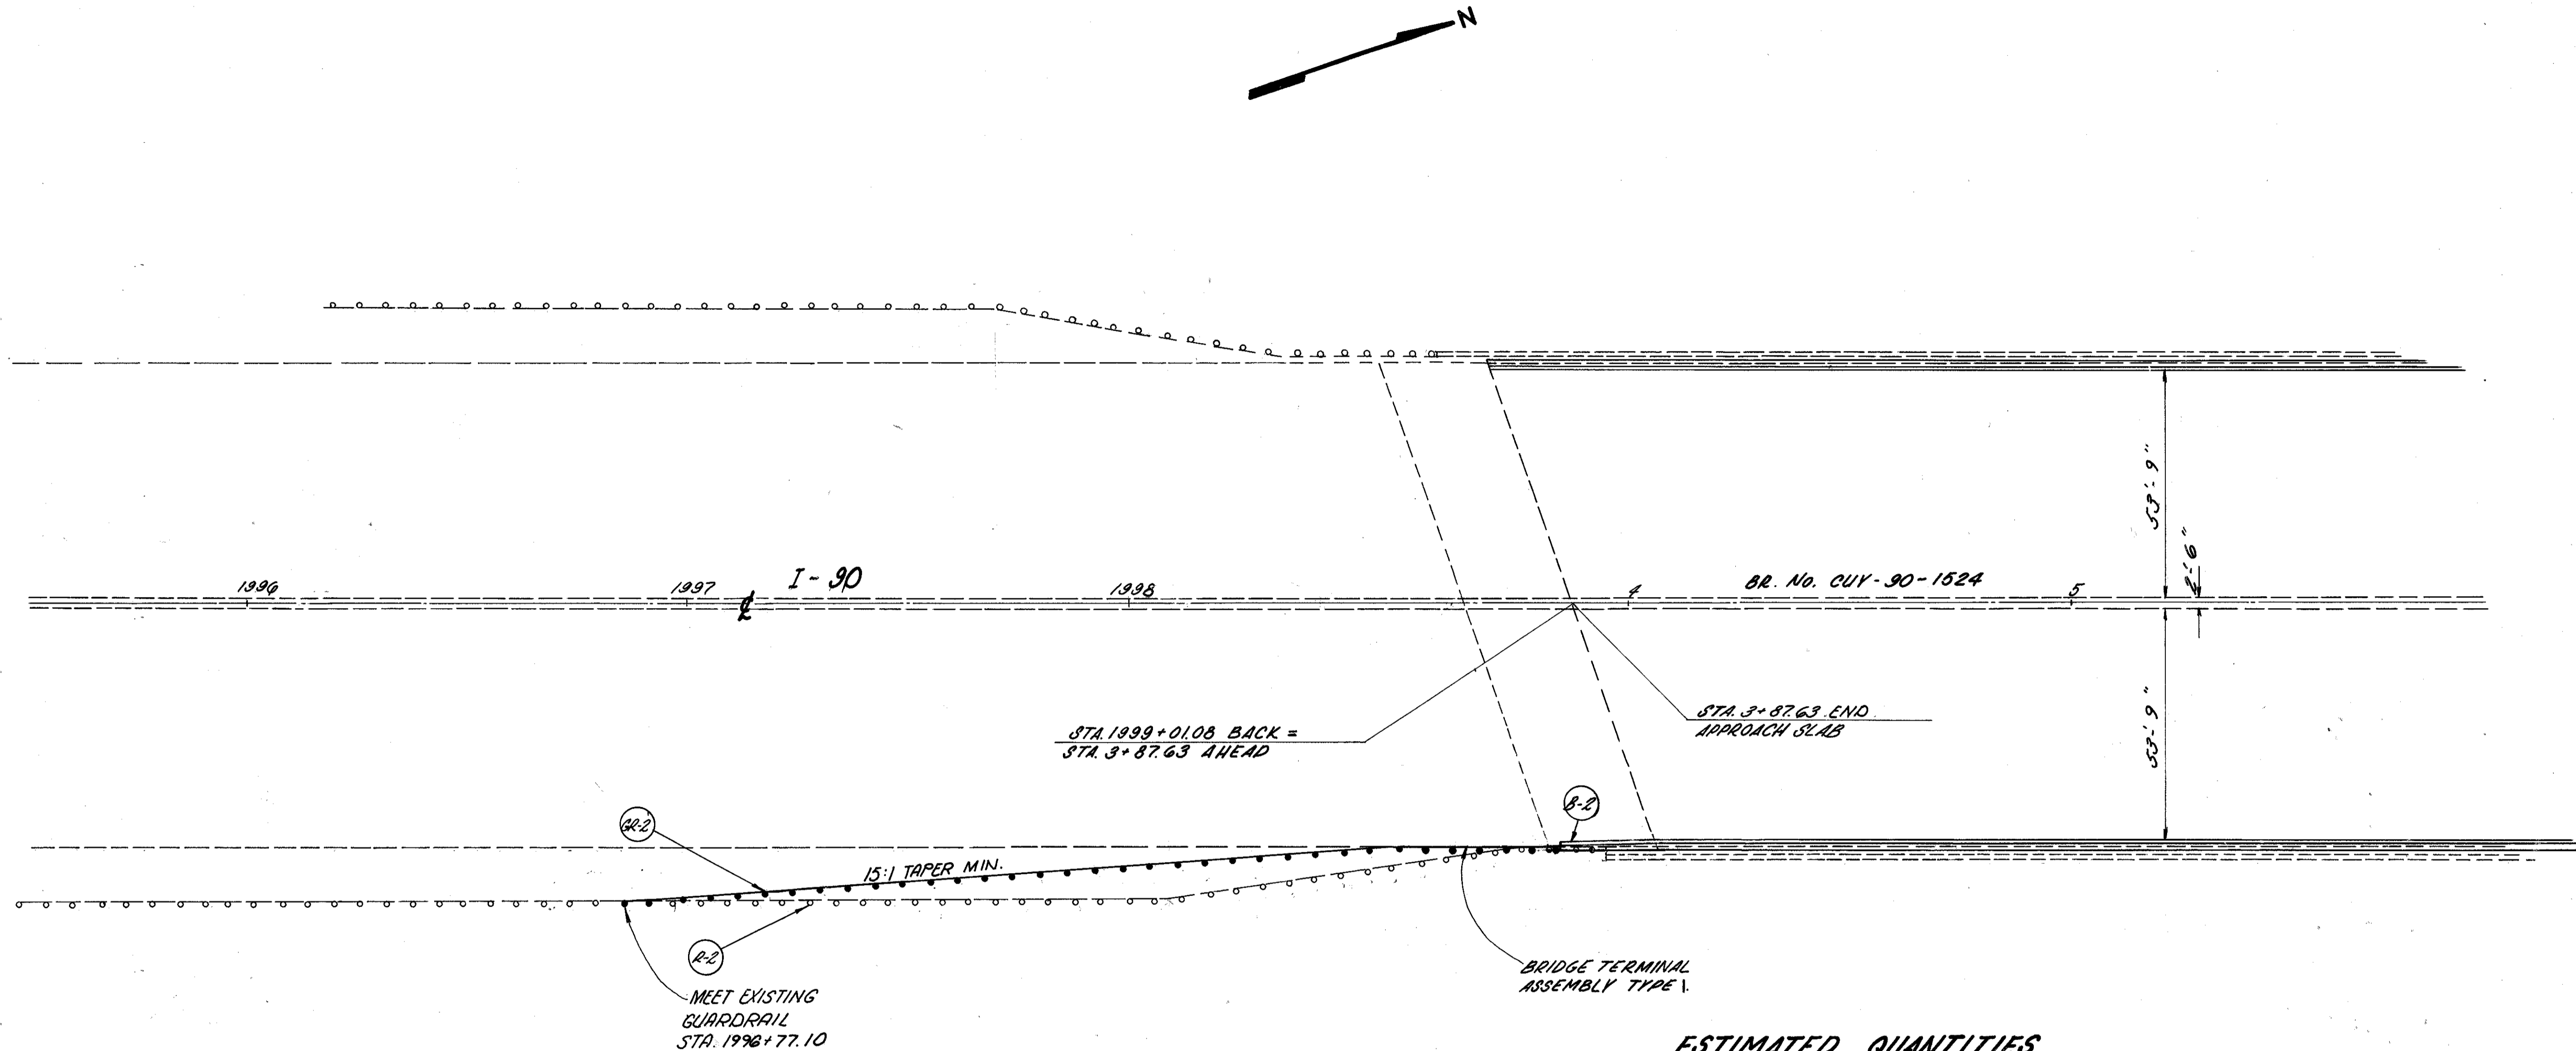 N
53'-9"
2'-6"
1996
1997
I-90
1998
4
BR. No. CUY-90-1524
5
℄
STA. 1999+01.08 BACK =
STA. 3+87.63 AHEAD
STA. 3+87.63 END
APPROACH SLAB
53'-9"
GR-2
B-2
15:1 TAPER MIN.
R-2
MEET EXISTING
GUARDRAIL
STA. 1996+77.10
BRIDGE TERMINAL
ASSEMBLY TYPE 1.
ESTIMATED QUANTITIES